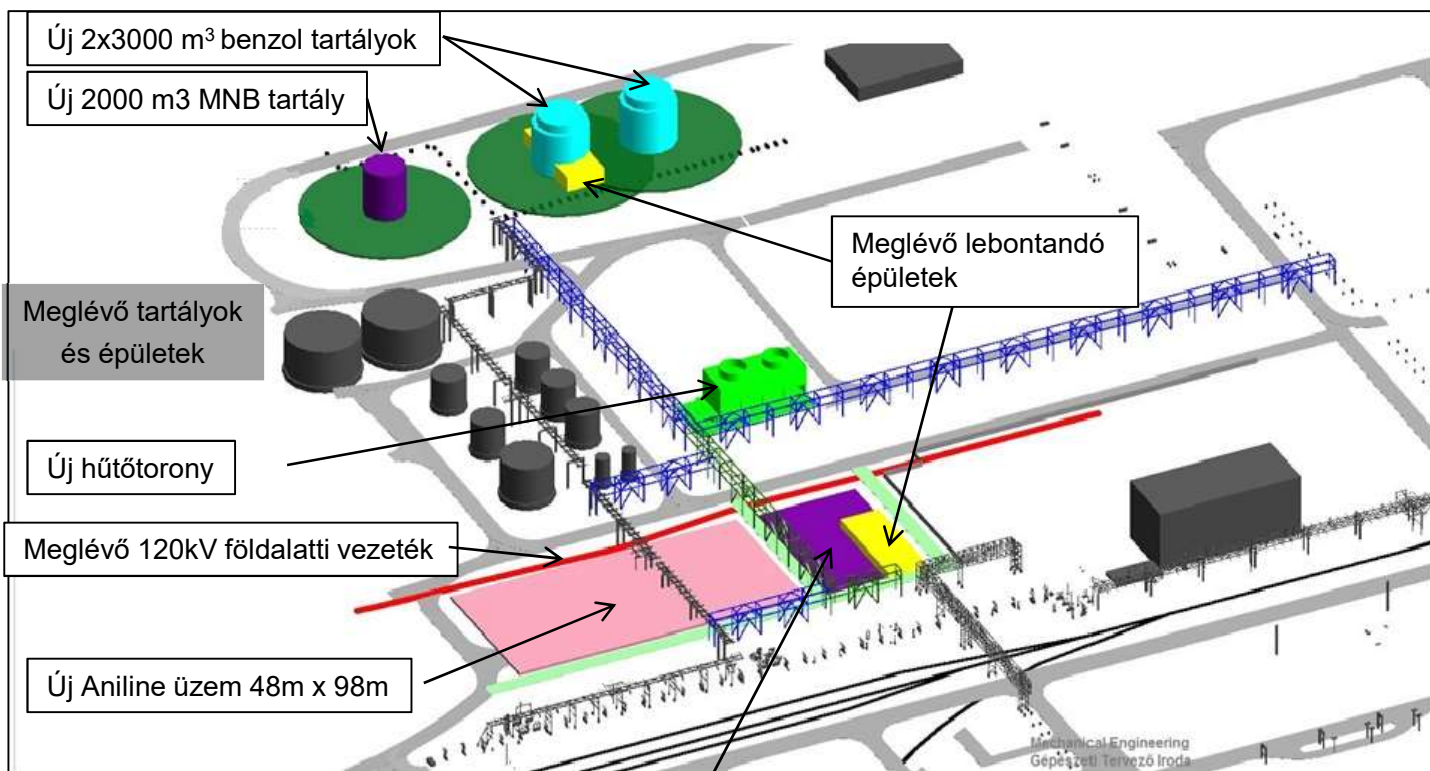 Új 2x3000 m³ benzol tartályok
Új 2000 m3 MNB tartály
Meglévő lebontandó
épületek
Meglévő tartályok
és épületek
Új hűtőtorony
Meglévő 120kV földalatti vezeték
Új Aniline üzem 48m x 98m
Mechanical Engineering
Gépeszeti Tervező Iroda